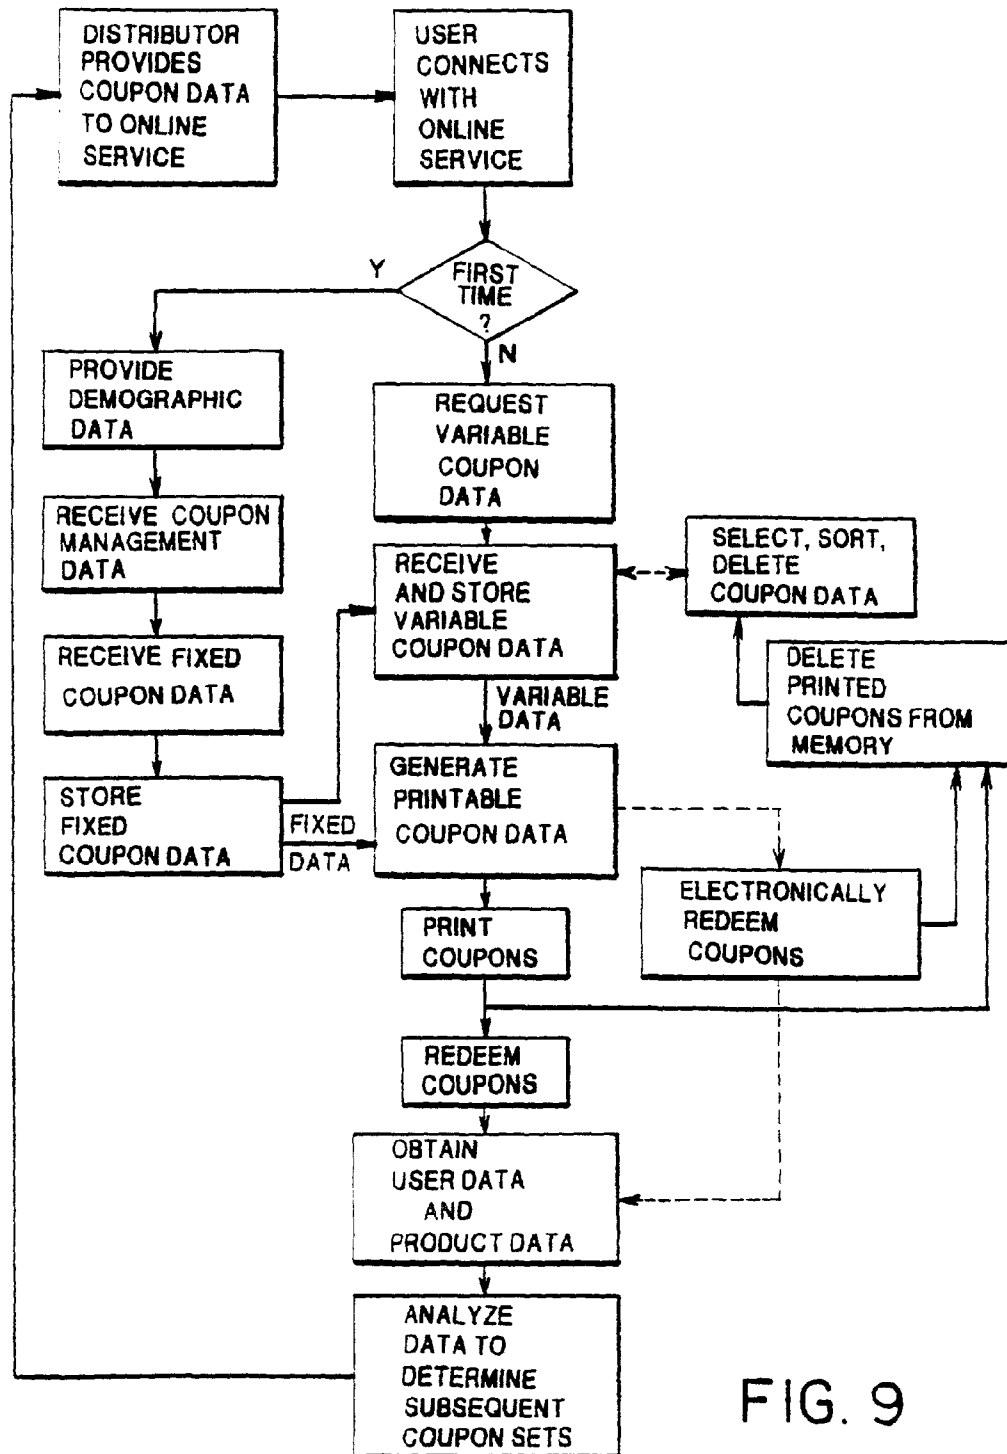 DISTRIBUTOR
PROVIDES
COUPON DATA
TO ONLINE
SERVICE
USER
CONNECTS
WITH
ONLINE
SERVICE
FIRST
TIME
?
Y
N
PROVIDE
DEMOGRAPHIC
DATA
REQUEST
VARIABLE
COUPON
DATA
RECEIVE COUPON
MANAGEMENT
DATA
RECEIVE
AND STORE
VARIABLE
COUPON DATA
SELECT, SORT,
DELETE
COUPON DATA
RECEIVE FIXED
COUPON DATA
VARIABLE
DATA
DELETE
PRINTED
COUPONS FROM
MEMORY
STORE
FIXED
COUPON DATA
FIXED
DATA
GENERATE
PRINTABLE
COUPON DATA
ELECTRONICALLY
REDEEM
COUPONS
PRINT
COUPONS
REDEEM
COUPONS
OBTAIN
USER DATA
AND
PRODUCT DATA
ANALYZE
DATA TO
DETERMINE
SUBSEQUENT
COUPON SETS
FIG. 9